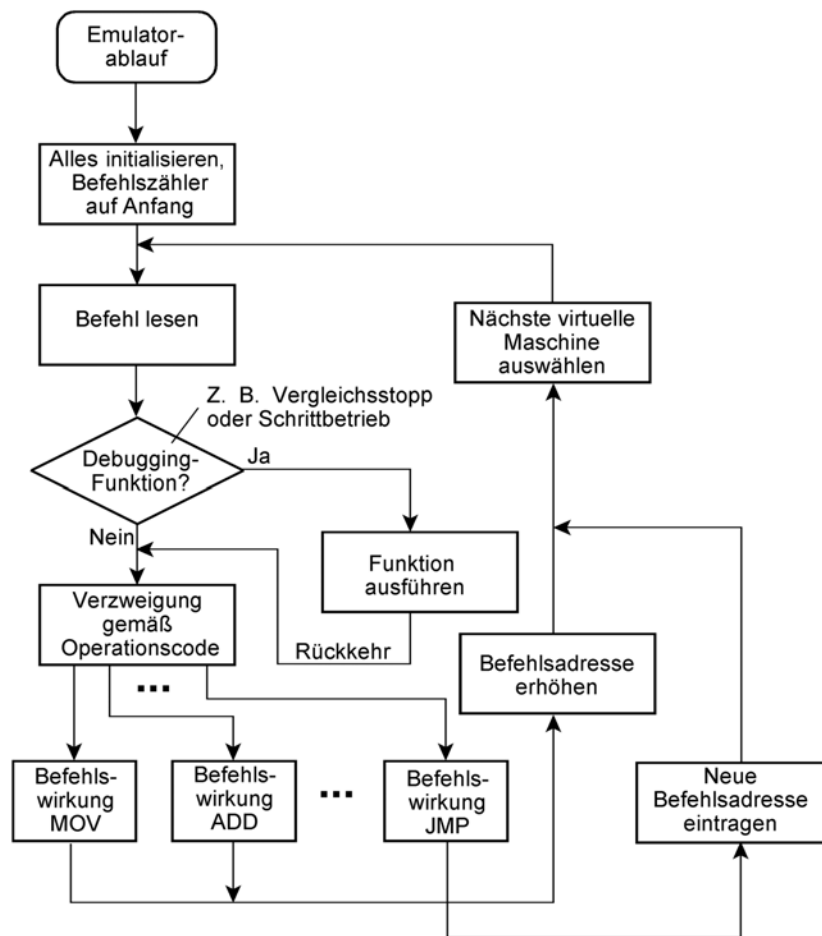 Emulator-
ablauf
Alles initialisieren,
Befehlszähler
auf Anfang
Befehl lesen
Nächste virtuelle
Maschine
auswählen
Z. B. Vergleichsstopp
oder Schrittbetrieb
Debugging-
Funktion?
Ja
Nein
Funktion
ausführen
Verzweigung
gemäß
Operationscode
Rückkehr
Befehlsadresse
erhöhen
...
Befehls-
wirkung
MOV
Befehls-
wirkung
ADD
...
Befehls-
wirkung
JMP
Neue
Befehlsadresse
eintragen